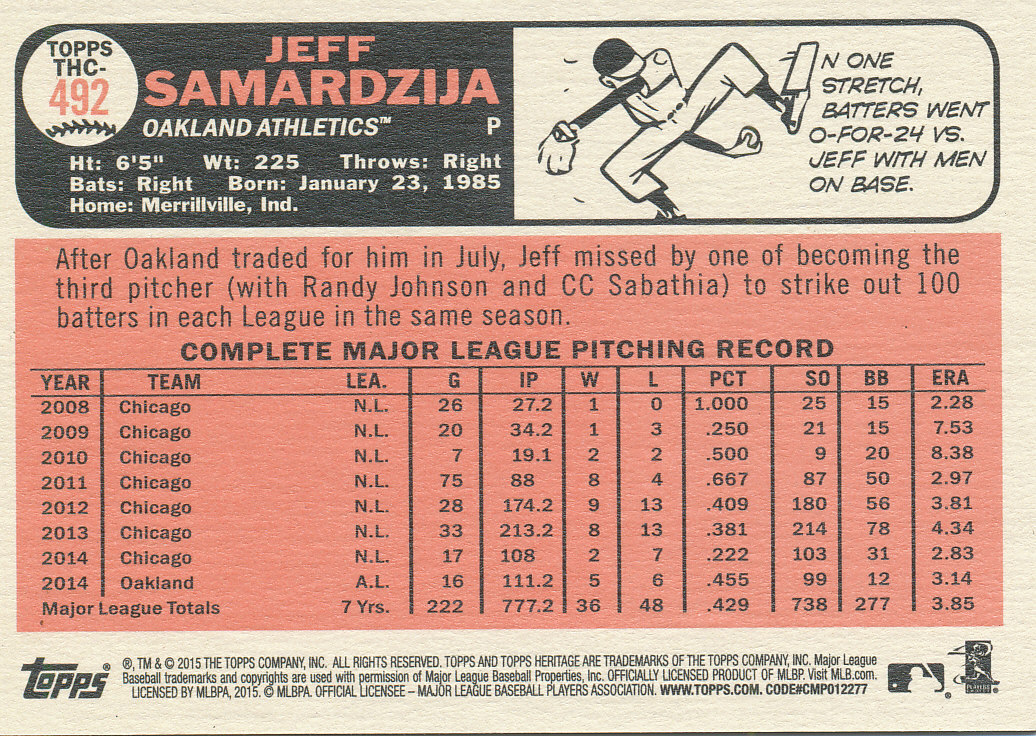 TOPPS
THC-
492
JEFF
SAMARDZIJA
OAKLAND ATHLETICS™ P
Ht: 6'5" Wt: 225 Throws: Right
Bats: Right Born: January 23, 1985
Home: Merrillville, Ind.
IN ONE
STRETCH,
BATTERS WENT
0-FOR-24 VS.
JEFF WITH MEN
ON BASE.
After Oakland traded for him in July, Jeff missed by one of becoming the
third pitcher (with Randy Johnson and CC Sabathia) to strike out 100
batters in each League in the same season.
COMPLETE MAJOR LEAGUE PITCHING RECORD
YEAR TEAM LEA. G IP W L PCT SO BB ERA
2008 Chicago N.L. 26 27.2 1 0 1.000 25 15 2.28
2009 Chicago N.L. 20 34.2 1 3 .250 21 15 7.53
2010 Chicago N.L. 7 19.1 2 2 .500 9 20 8.38
2011 Chicago N.L. 75 88 8 4 .667 87 50 2.97
2012 Chicago N.L. 28 174.2 9 13 .409 180 56 3.81
2013 Chicago N.L. 33 213.2 8 13 .381 214 78 4.34
2014 Chicago N.L. 17 108 2 7 .222 103 31 2.83
2014 Oakland A.L. 16 111.2 5 6 .455 99 12 3.14
Major League Totals 7 Yrs. 222 777.2 36 48 .429 738 277 3.85
Topps® ®, TM & © 2015 THE TOPPS COMPANY, INC. ALL RIGHTS RESERVED. TOPPS AND TOPPS HERITAGE ARE TRADEMARKS OF THE TOPPS COMPANY, INC. Major League
Baseball trademarks and copyrights are used with permission of Major League Baseball Properties, Inc. OFFICIALLY LICENSED PRODUCT OF MLBP. Visit MLB.com.
LICENSED BY MLBPA, 2015. © MLBPA. OFFICIAL LICENSEE – MAJOR LEAGUE BASEBALL PLAYERS ASSOCIATION. WWW.TOPPS.COM. CODE#CMP012277